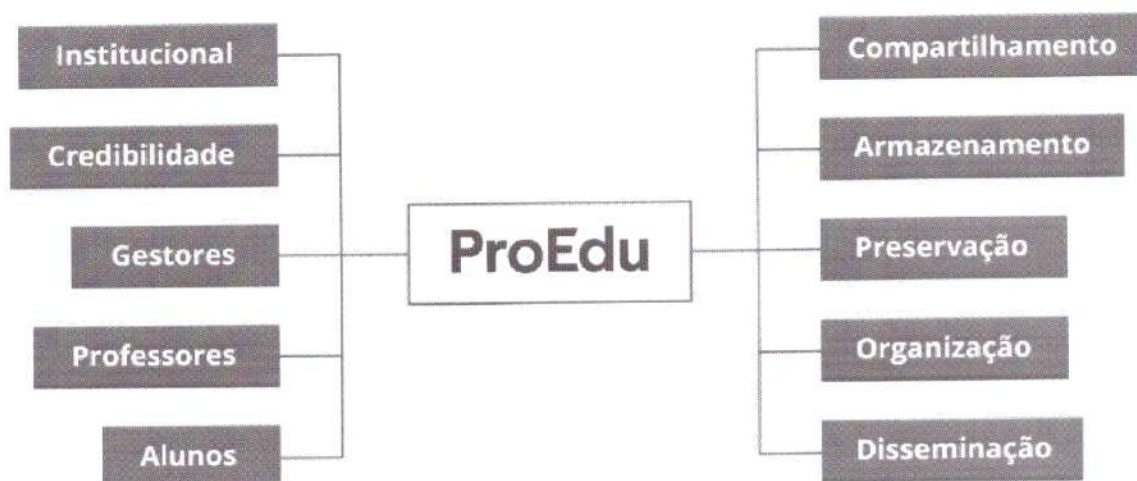 Institucional
Credibilidade
Gestores
Professores
Alunos
ProEdu
Compartilhamento
Armazenamento
Preservação
Organização
Disseminação